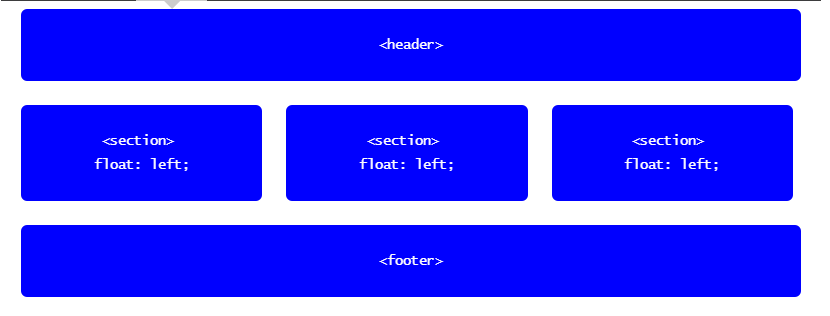 <header>
<section>
float: left;
<section>
float: left;
<section>
float: left;
<footer>